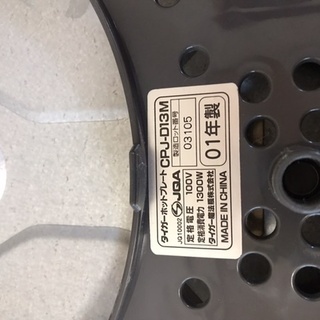 タイガーホットプレート CPJ-D13M
製造ロット番号
03105
01年製
JQA
JQ10002
定格電圧 100V
定格消費電力 1300W
タイガー魔法瓶株式会社
MADE IN CHINA